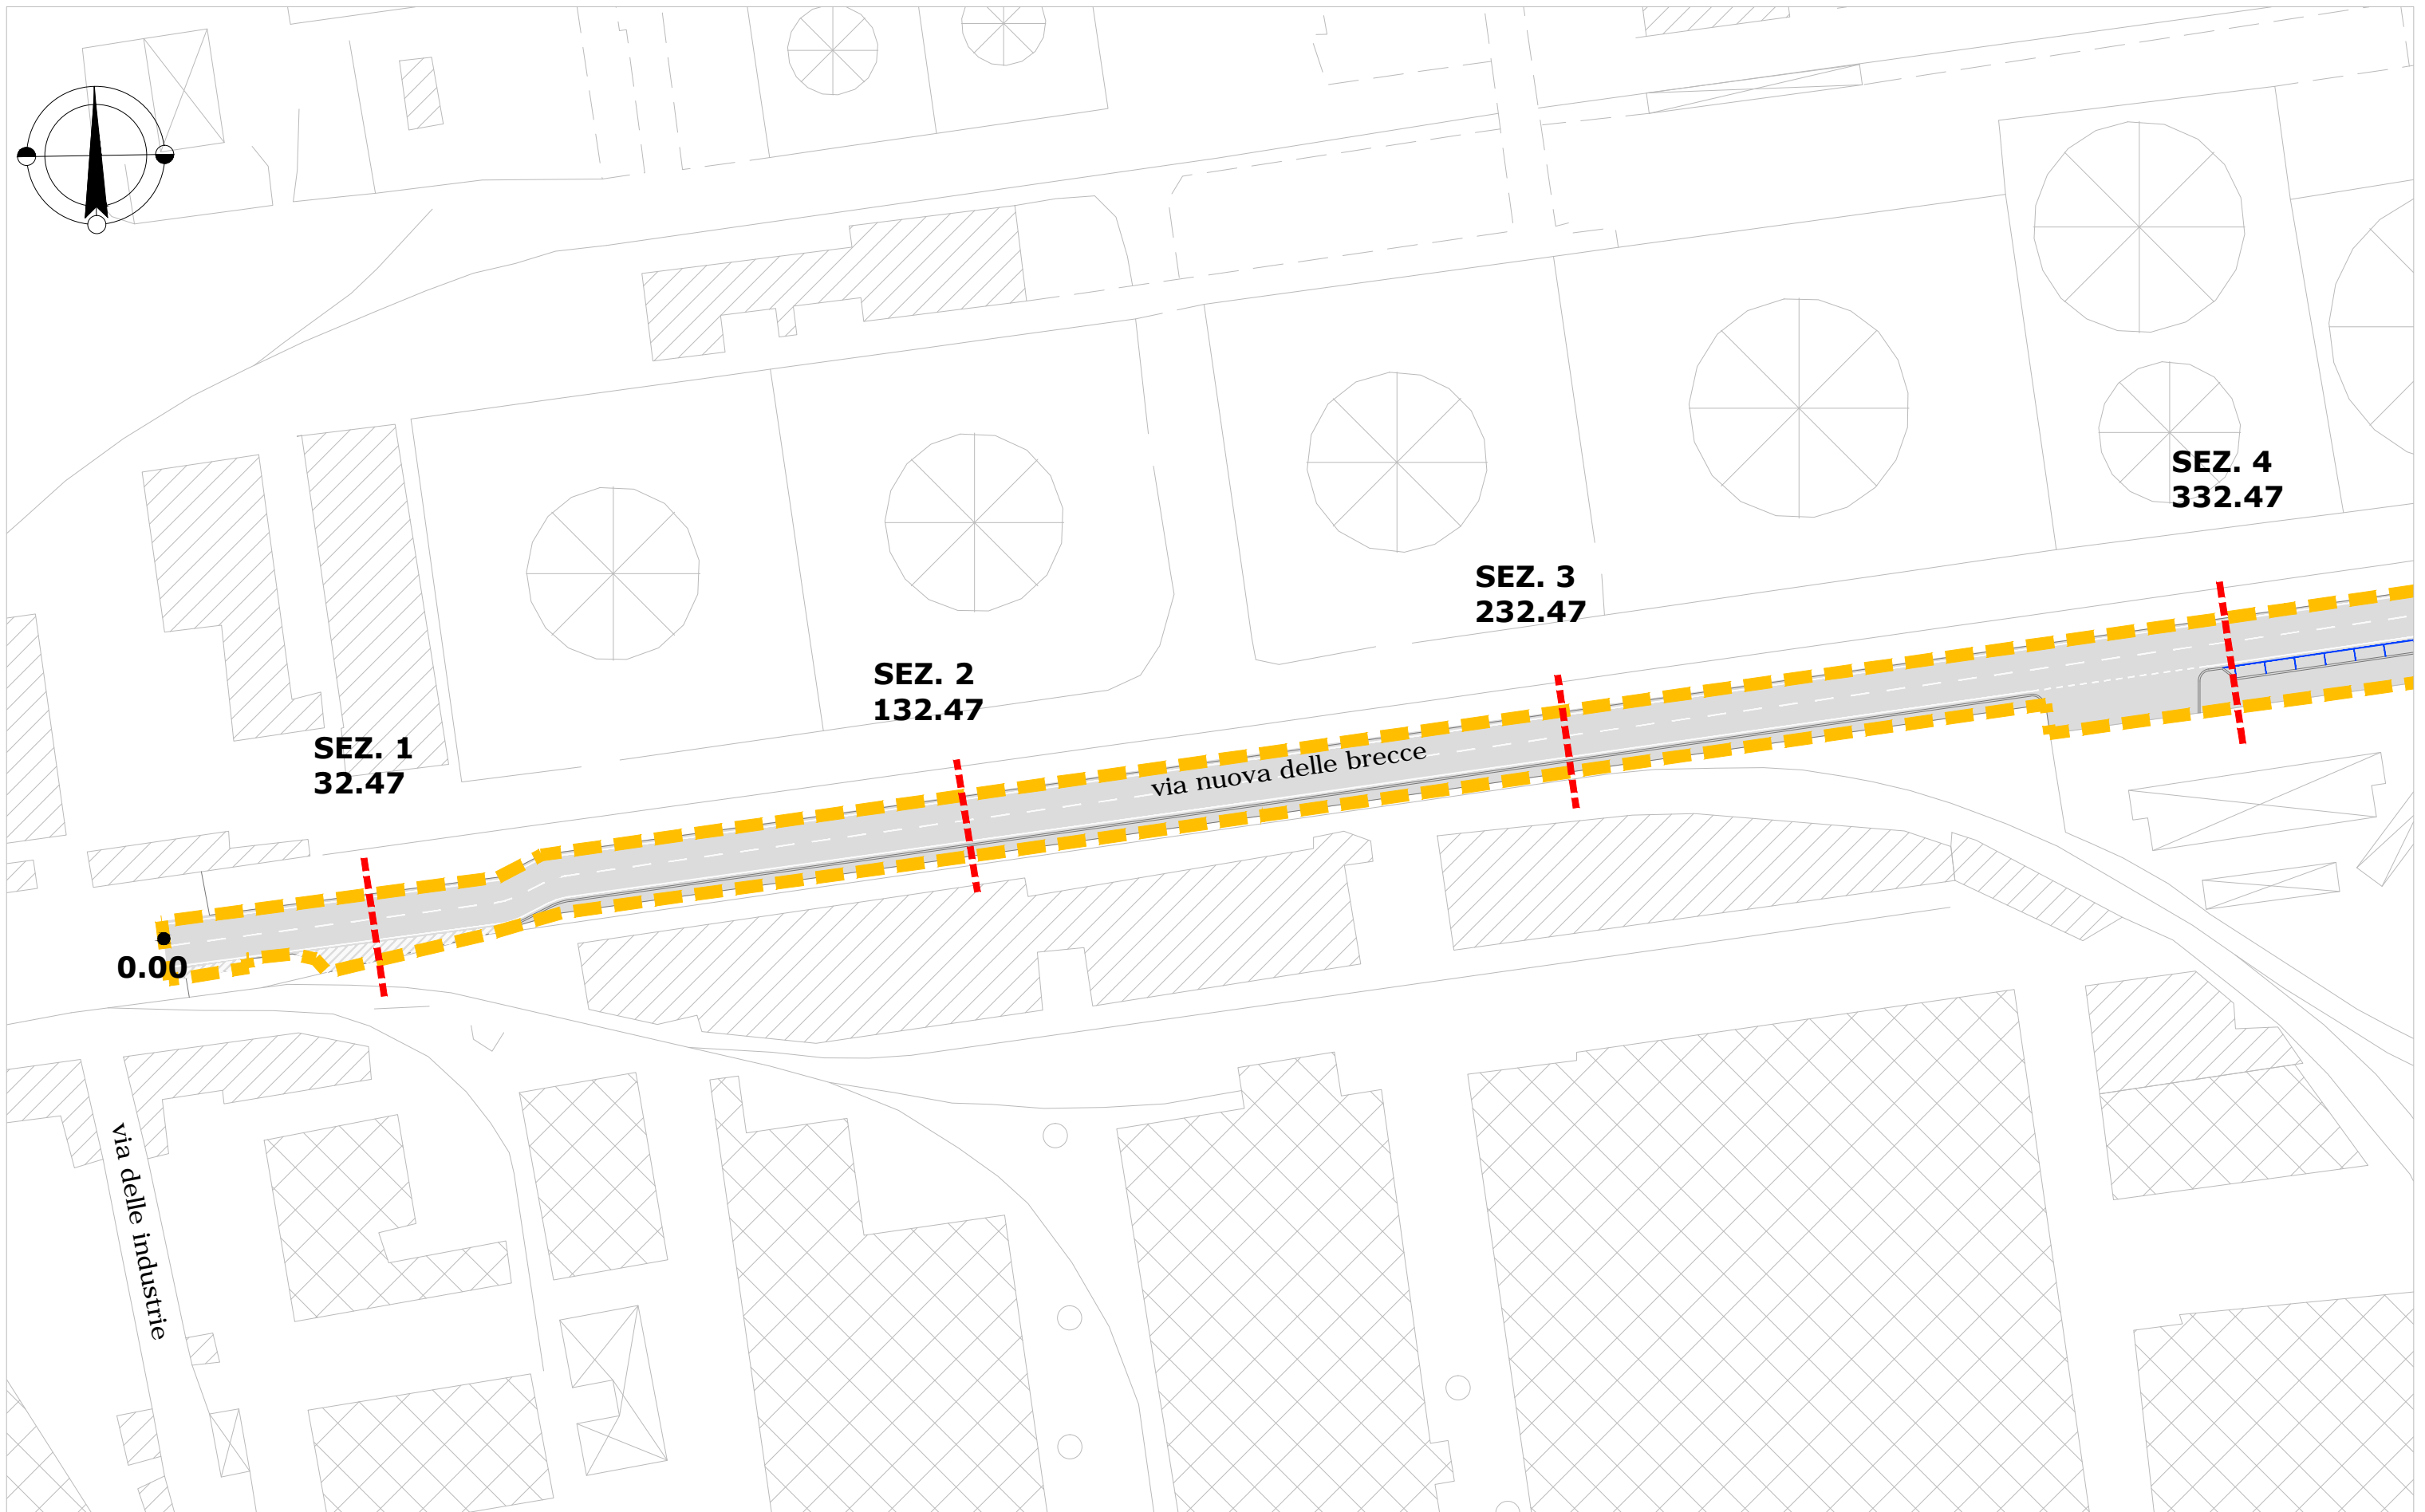 SEZ. 4
332.47
SEZ. 3
232.47
SEZ. 2
132.47
SEZ. 1
32.47
via nuova delle brecce
0.00
via delle industrie